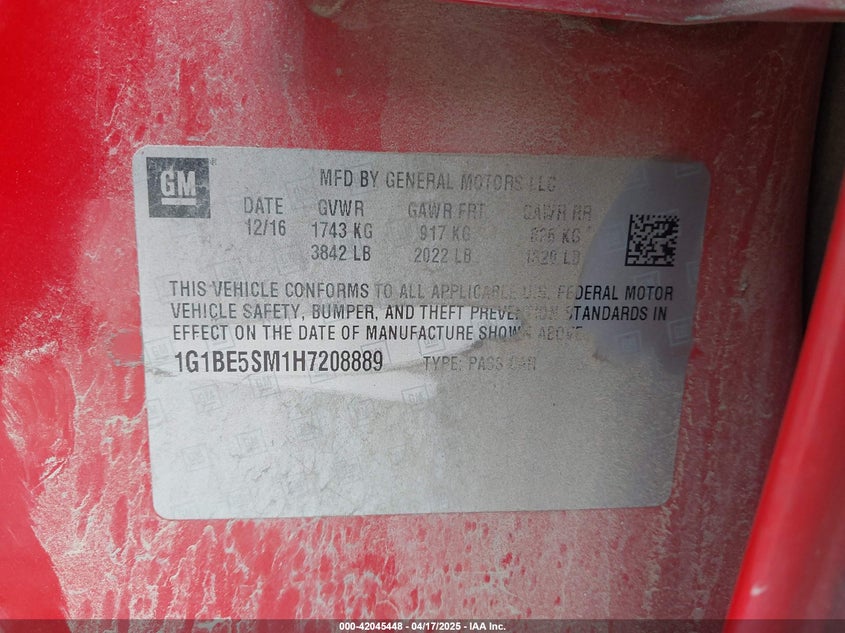 GM
MFD BY GENERAL MOTORS LLC
DATE GVWR GAWR FRT GAWR RR
12/16 1743 KG 917 KG KG
3842 LB 2022 LB LB
THIS VEHICLE CONFORMS TO ALL APPLICABLE U.S. FEDERAL MOTOR
VEHICLE SAFETY, BUMPER, AND THEFT PREVENTION STANDARDS IN
EFFECT ON THE DATE OF MANUFACTURE SHOWN ABOVE.
1G1BE5SM1H7208889 TYPE: PASS CAR
000-42045448 - 04/17/2025 - IAA Inc.